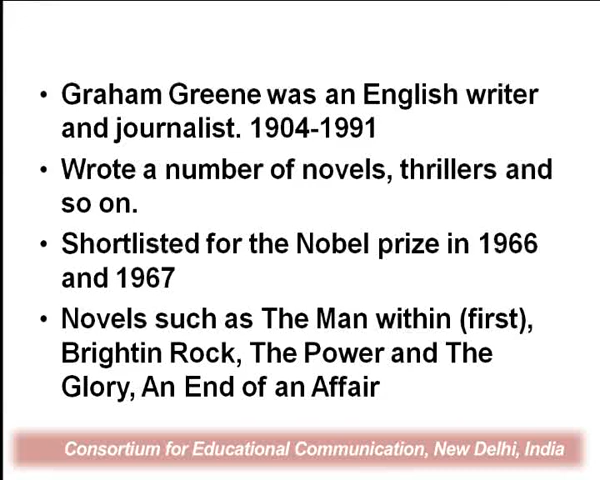 • Graham Greene was an English writer
and journalist. 1904-1991
• Wrote a number of novels, thrillers and
so on.
• Shortlisted for the Nobel prize in 1966
and 1967
• Novels such as The Man within (first),
Brightin Rock, The Power and The
Glory, An End of an Affair
Consortium for Educational Communication, New Delhi, India